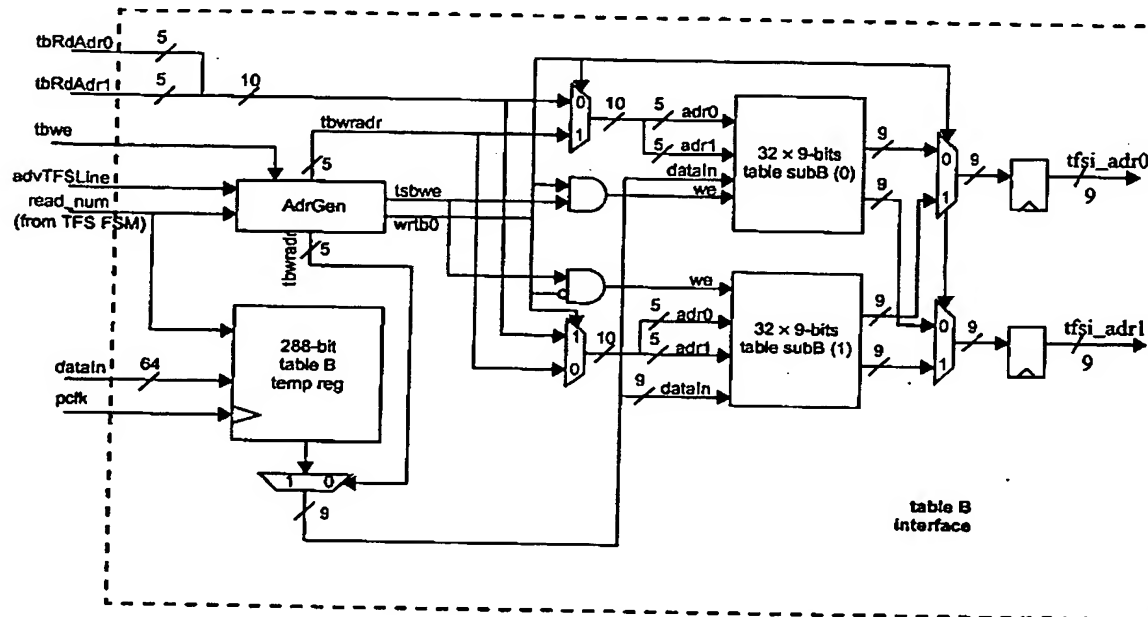 tbRdAdr0
5
tbRdAdr1
5
10
tbwe
tbwradr
5
advTFSLine
read_num
(from TFS FSM)
AdrGen
tsbwe
wrtb0
tbwradr
5
0
1
10
5
adr0
5
adr1
dataIn
we
32 × 9-bits
table subB (0)
9
9
0
1
9
tfsi_adr0
9
we
1
0
10
5
adr0
5
adr1
9
dataIn
32 × 9-bits
table subB (1)
9
9
0
1
9
tfsi_adr1
9
288-bit
table B
temp reg
dataIn
64
pclk
1 0
9
table B
interface